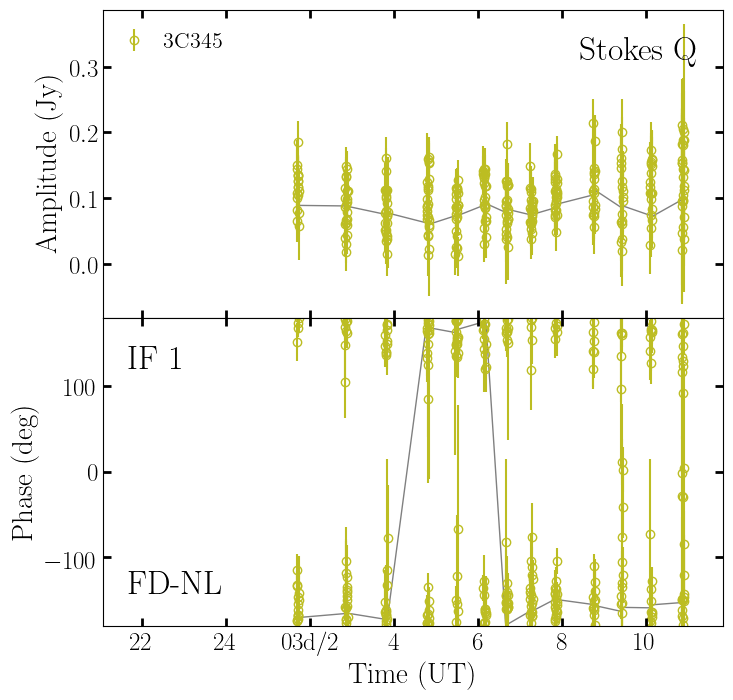 3C345
Stokes Q
Amplitude (Jy)
0.3
0.2
0.1
0.0
IF 1
FD-NL
Phase (deg)
100
0
−100
22 24 03d/2 4 6 8 10
Time (UT)